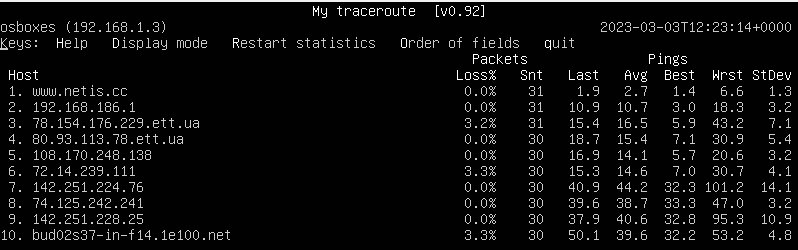 My traceroute [v0.92]
osboxes (192.168.1.3) 2023-03-03T12:23:14+0000
Keys: Help Display mode Restart statistics Order of fields quit
Packets Pings
Host Loss% Snt Last Avg Best Wrst StDev
1. www.netis.cc 0.0% 31 1.9 2.7 1.4 6.6 1.3
2. 192.168.186.1 0.0% 31 10.9 10.7 3.0 18.3 3.2
3. 78.154.176.229.ett.ua 3.2% 31 15.4 16.5 5.9 43.2 7.1
4. 80.93.113.78.ett.ua 0.0% 30 18.7 15.4 7.1 30.9 5.4
5. 108.170.248.138 0.0% 30 16.9 14.1 5.7 20.6 3.2
6. 72.14.239.111 3.3% 30 15.3 14.6 7.0 30.7 4.1
7. 142.251.224.76 0.0% 30 40.9 44.2 32.3 101.2 14.1
8. 74.125.242.241 0.0% 30 39.6 38.7 33.3 47.0 3.2
9. 142.251.228.25 0.0% 30 37.9 40.6 32.8 95.3 10.9
10. bud02s37-in-f14.1e100.net 3.3% 30 50.1 39.6 32.2 53.2 4.8